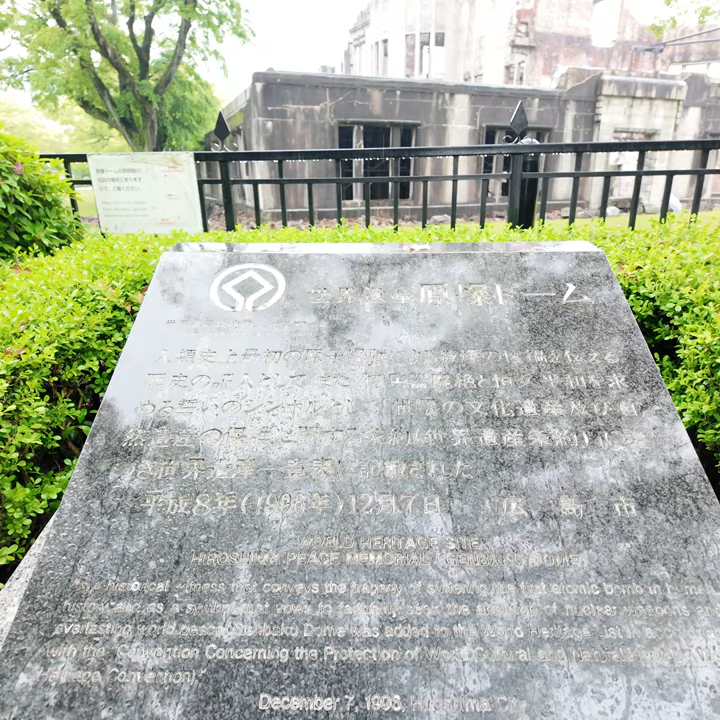 世界遺産 原爆ドーム
人類史上最初の原子爆弾による惨禍の
歴史の証人として また 核兵器廃絶と恒久平和を求
める誓いのシンボルとして 世界の文化遺産及び自
然遺産の保護に関する条約(世界遺産条約)に基づ
き世界遺産一覧表に記載された
平成8年(1996年)12月7日 広島市
WORLD HERITAGE SITE
HIROSHIMA PEACE MEMORIAL (GENBAKU DOME)
As a historical witness that conveys the tragedy of suffering the first atomic bomb in human
history and as a symbol that vows to faithfully seek the abolition of nuclear weapons and
everlasting world peace, Genbaku Dome was added to the World Heritage List in accordance
with the "Convention Concerning the Protection of World Cultural and Natural Heritage (World
Heritage Convention)."
December 7, 1996, Hiroshima City